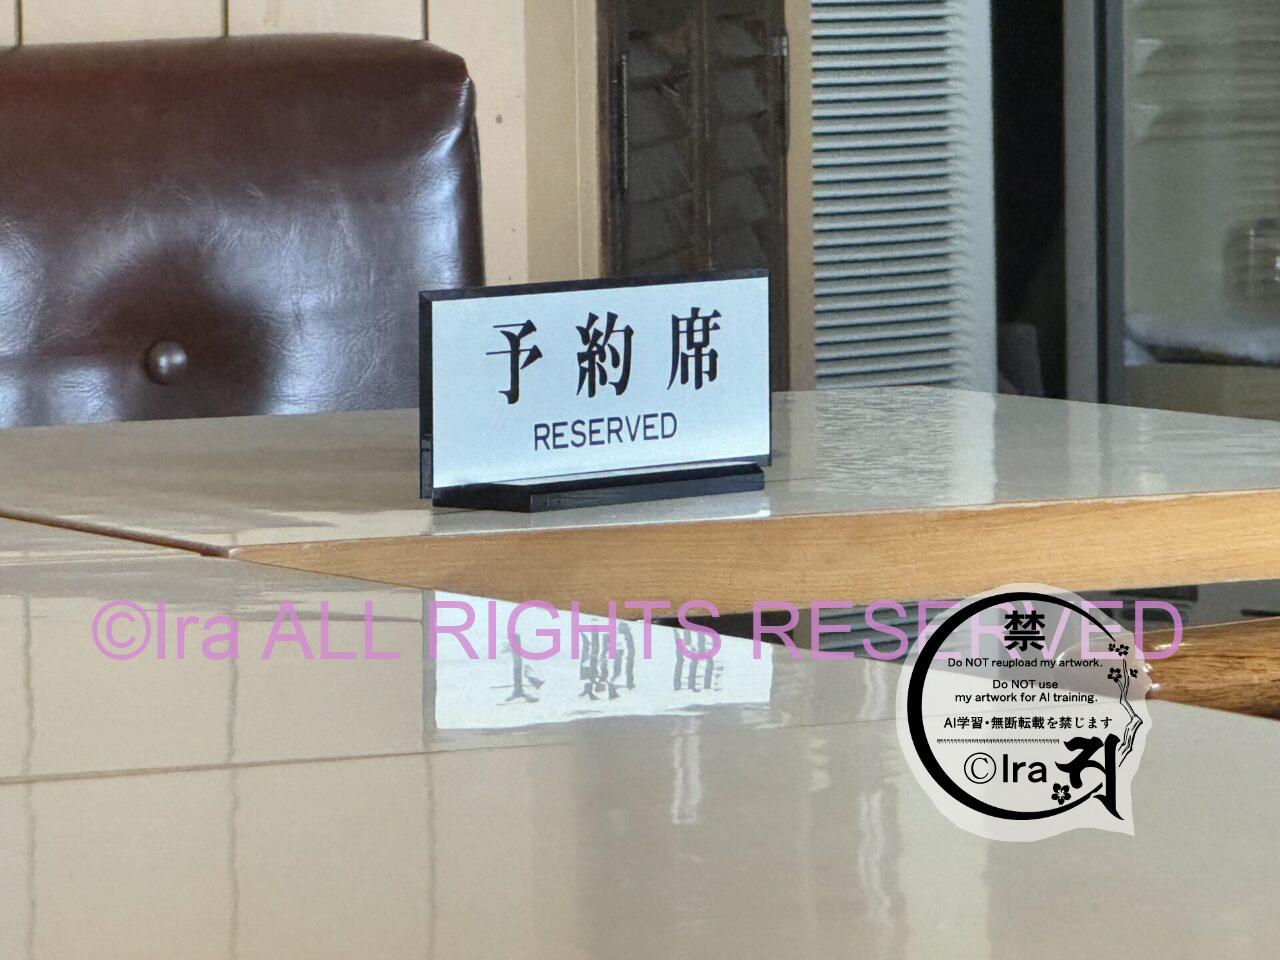 予約席
RESERVED
©Ira ALL RIGHTS RESERVED
禁
Do NOT reupload my artwork.
Do NOT use
my artwork for AI training.
AI学習・無断転載を禁じます
©Ira